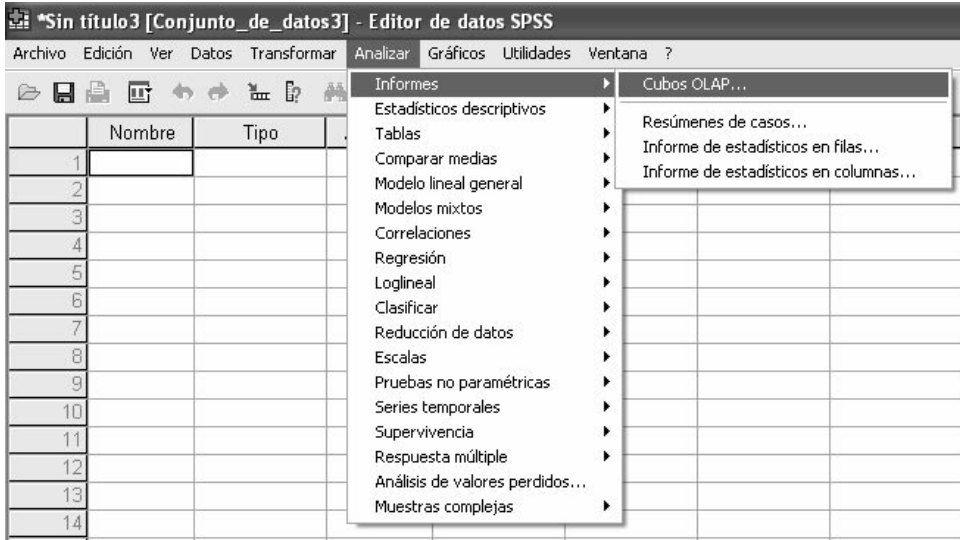 *Sin título3 [Conjunto_de_datos3] - Editor de datos SPSS
Archivo Edición Ver Datos Transformar Analizar Gráficos Utilidades Ventana ?
Nombre Tipo
Informes
Estadísticos descriptivos
Tablas
Comparar medias
Modelo lineal general
Modelos mixtos
Correlaciones
Regresión
Loglineal
Clasificar
Reducción de datos
Escalas
Pruebas no paramétricas
Series temporales
Supervivencia
Respuesta múltiple
Análisis de valores perdidos...
Muestras complejas
Cubos OLAP...
Resúmenes de casos...
Informe de estadísticos en filas...
Informe de estadísticos en columnas...
1
2
3
4
5
6
7
8
9
10
11
12
13
14